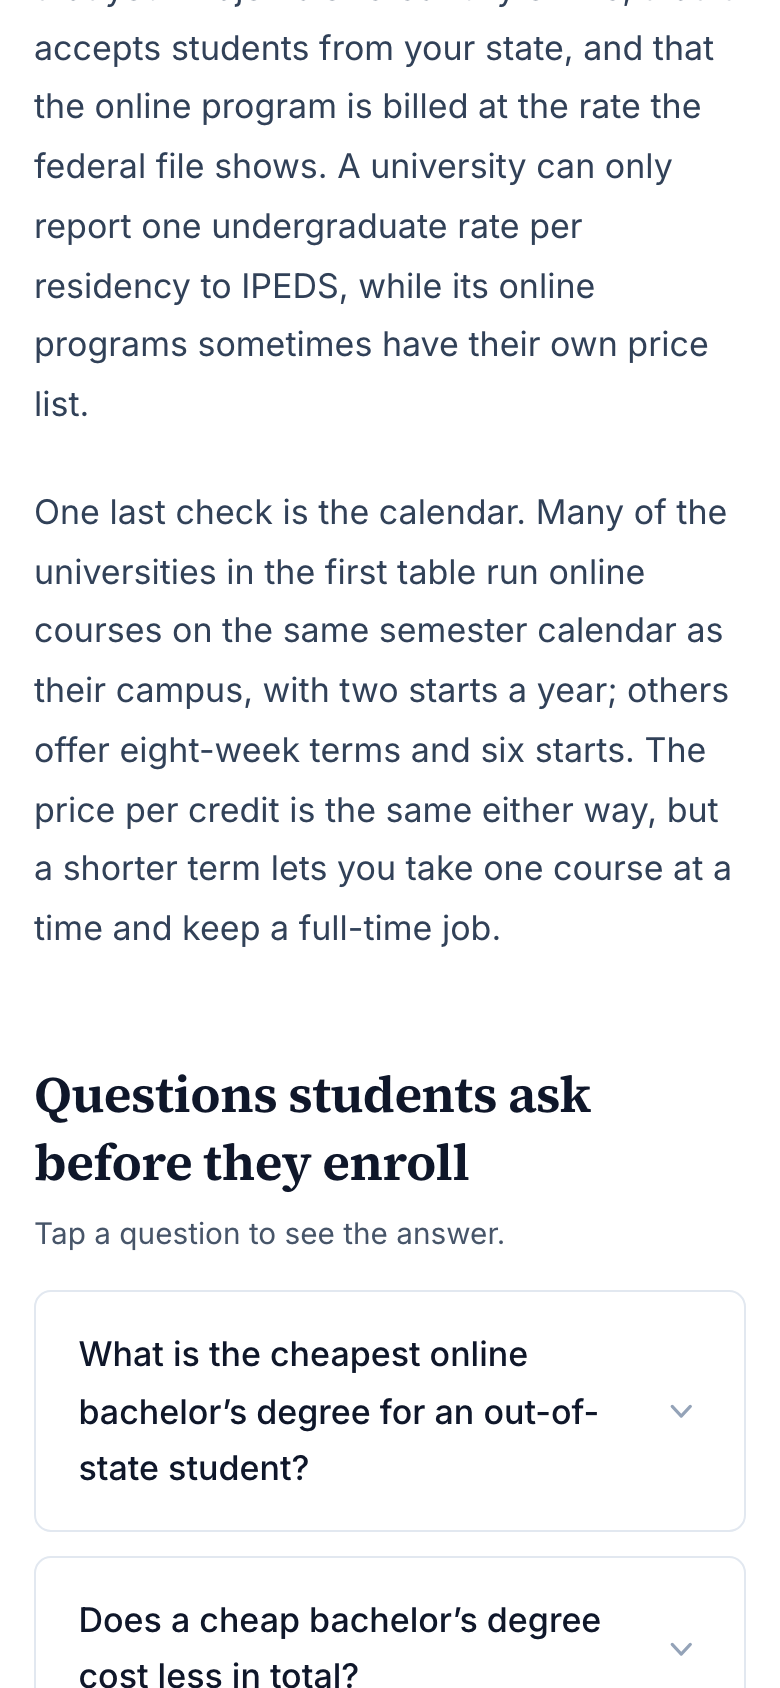 accepts students from your state, and that
the online program is billed at the rate the
federal file shows. A university can only
report one undergraduate rate per
residency to IPEDS, while its online
programs sometimes have their own price
list.
One last check is the calendar. Many of the
universities in the first table run online
courses on the same semester calendar as
their campus, with two starts a year; others
offer eight-week terms and six starts. The
price per credit is the same either way, but
a shorter term lets you take one course at a
time and keep a full-time job.
Questions students ask
before they enroll
Tap a question to see the answer.
What is the cheapest online
bachelor’s degree for an out-of-
state student?
Does a cheap bachelor’s degree
cost less in total?